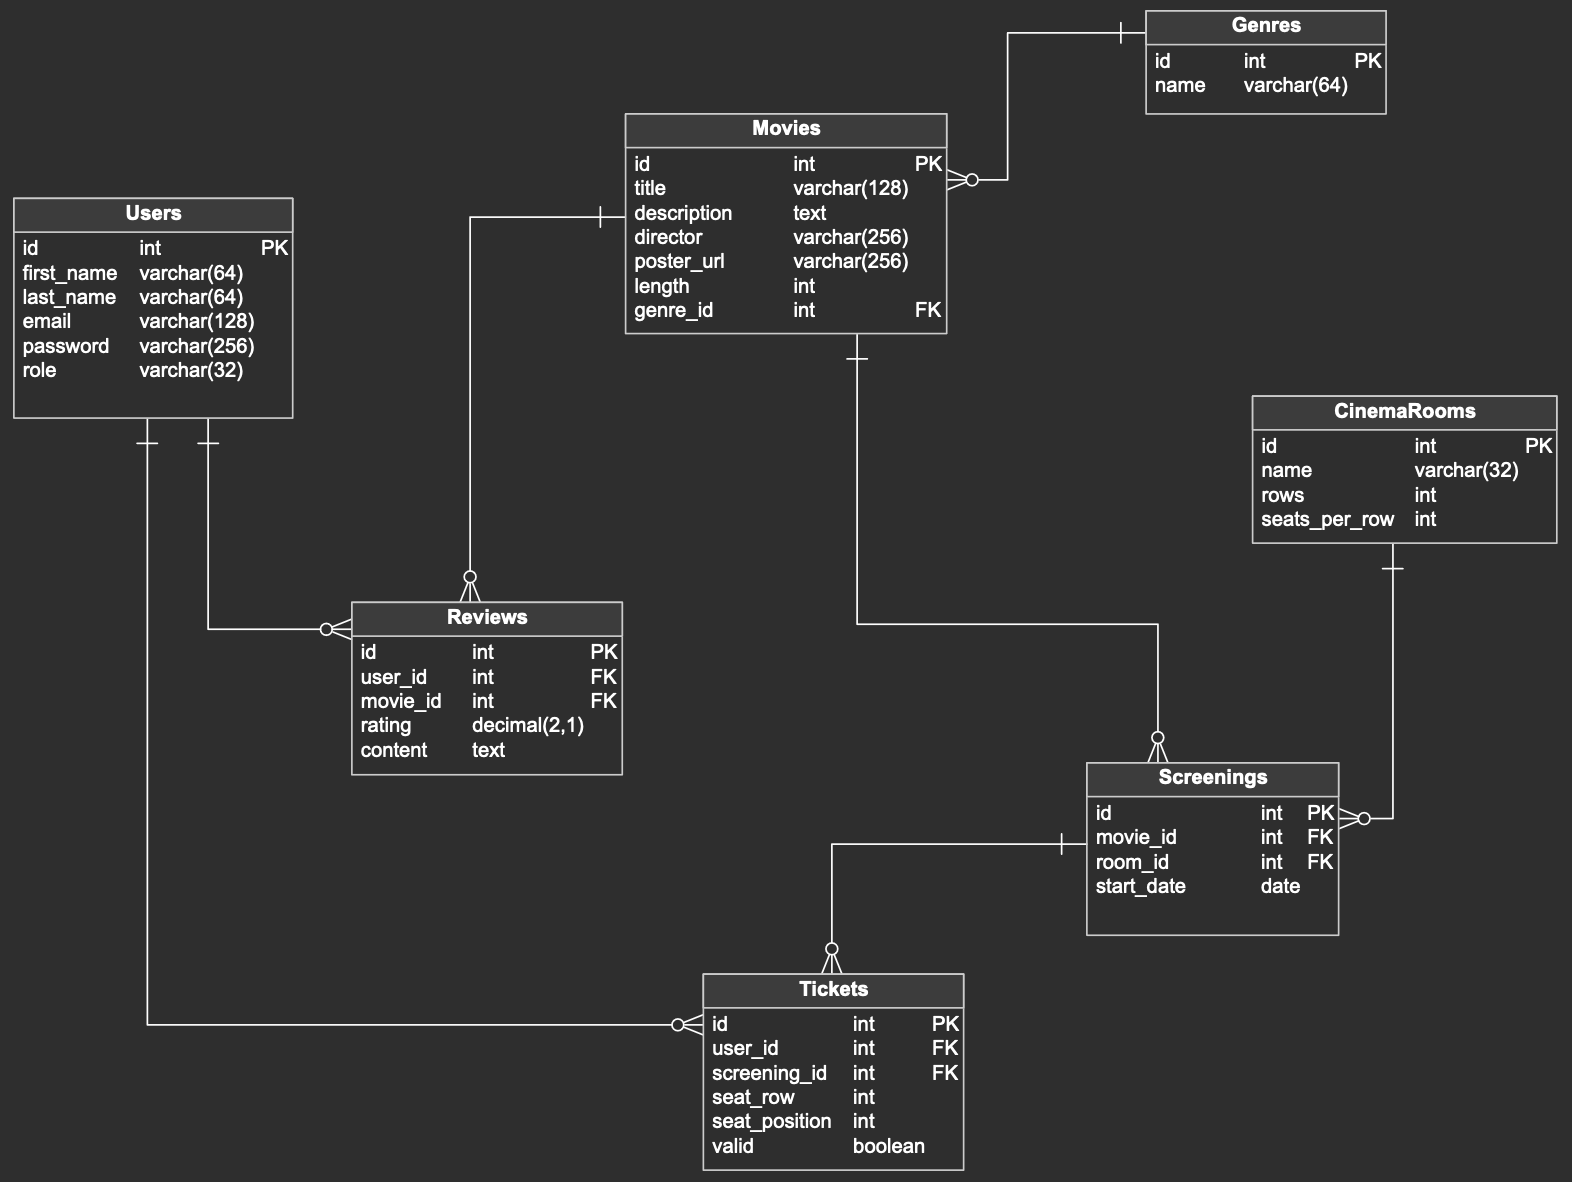 Genres
id int PK
name varchar(64)
Movies
id int PK
title varchar(128)
description text
director varchar(256)
poster_url varchar(256)
length int
genre_id int FK
Users
id int PK
first_name varchar(64)
last_name varchar(64)
email varchar(128)
password varchar(256)
role varchar(32)
CinemaRooms
id int PK
name varchar(32)
rows int
seats_per_row int
Reviews
id int PK
user_id int FK
movie_id int FK
rating decimal(2,1)
content text
Screenings
id int PK
movie_id int FK
room_id int FK
start_date date
Tickets
id int PK
user_id int FK
screening_id int FK
seat_row int
seat_position int
valid boolean